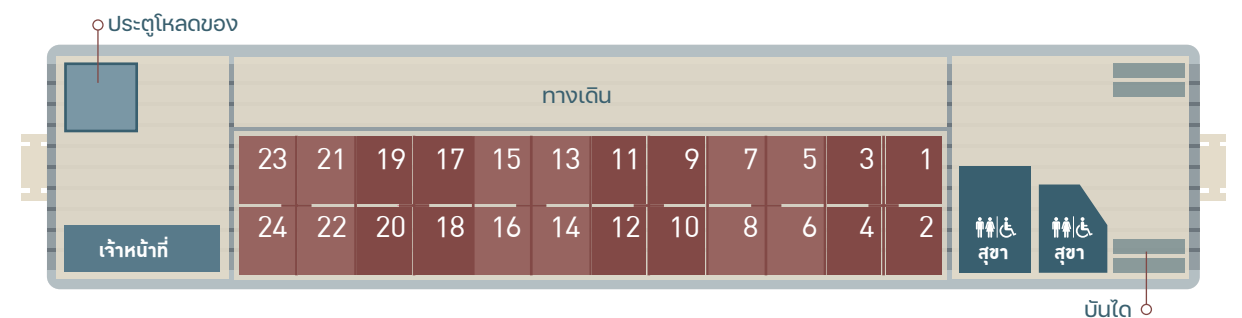 ประตูโหลดของ
ทางเดิน
23 21 19 17 15 13 11 9 7 5 3 1
24 22 20 18 16 14 12 10 8 6 4 2
เจ้าหน้าที่
สุขา
สุขา
บันได